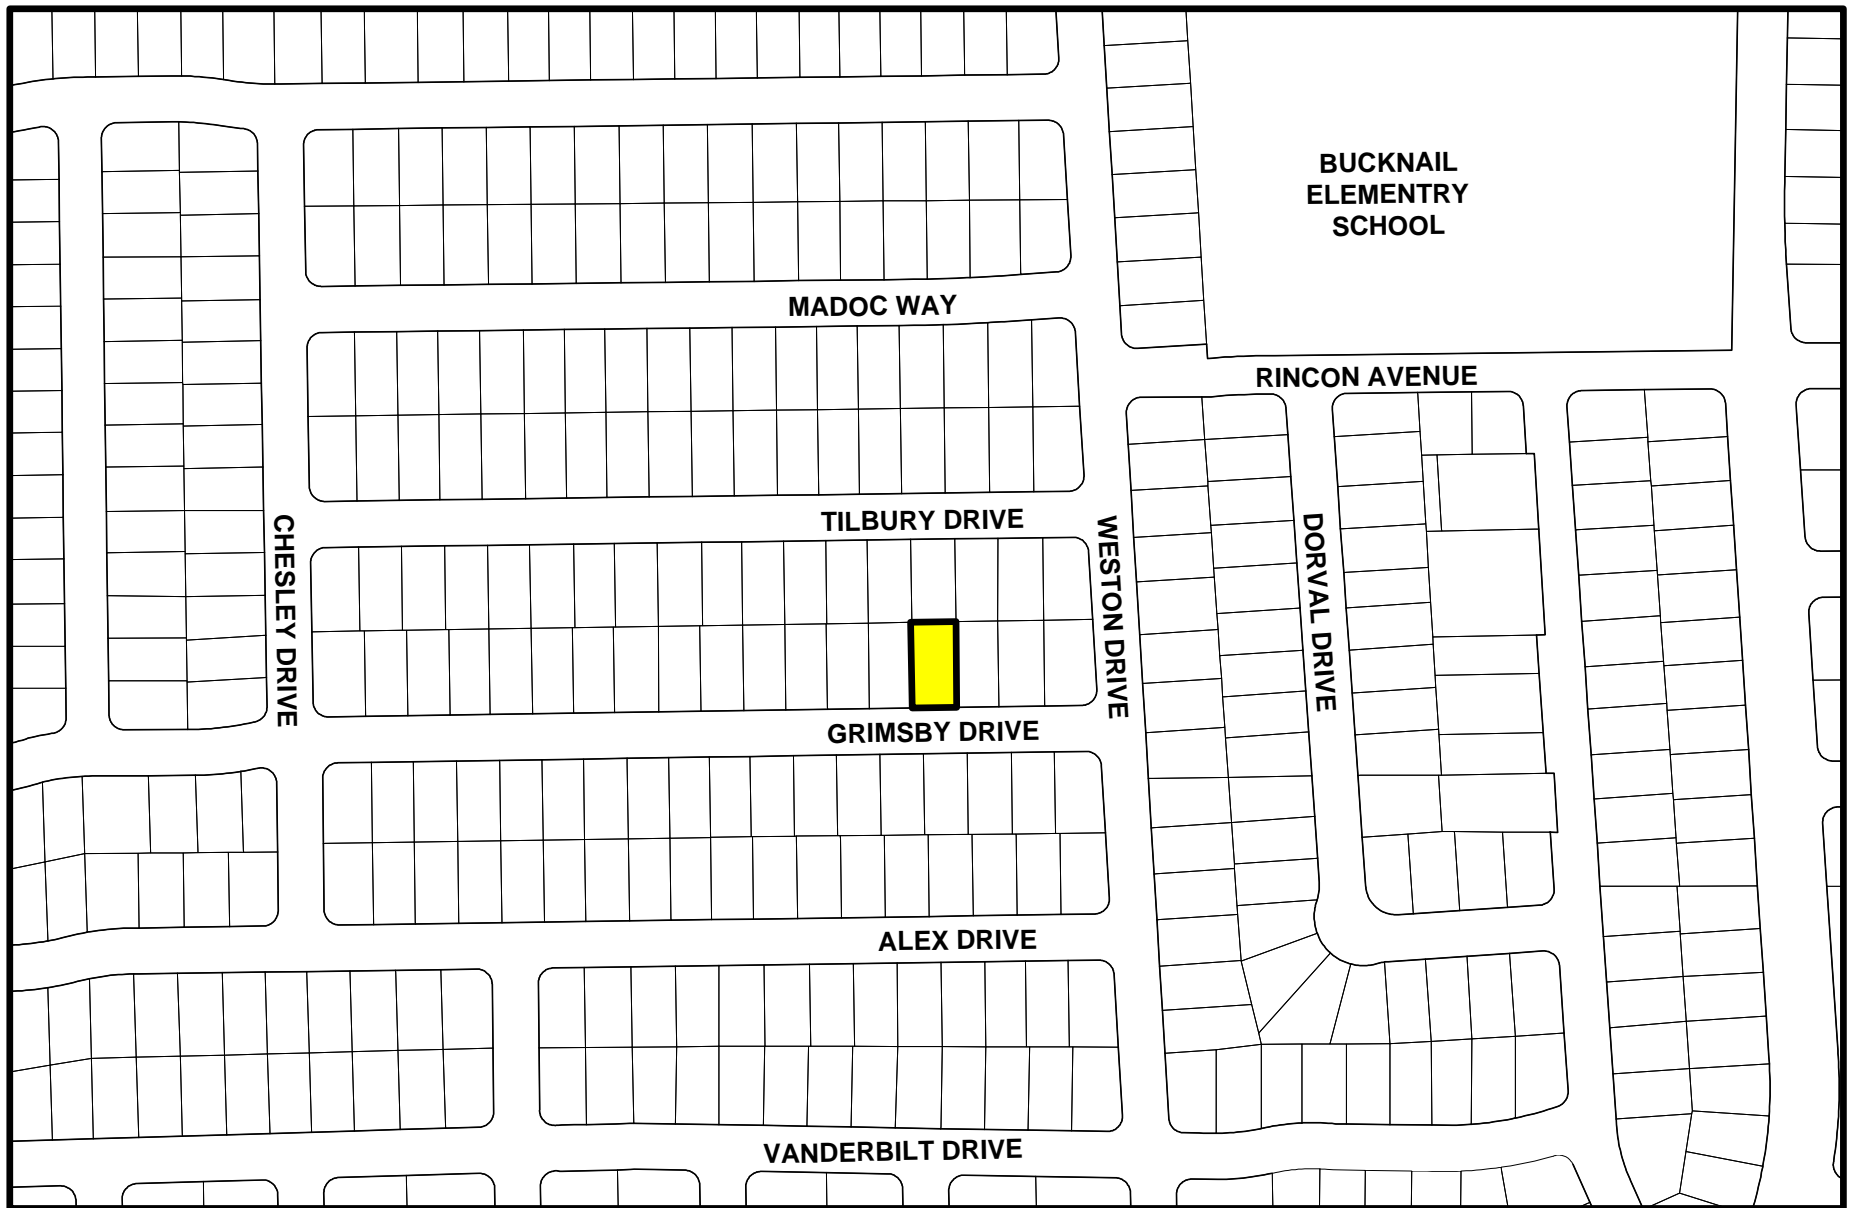 BUCKNAIL
ELEMENTRY
SCHOOL
MADOC WAY
RINCON AVENUE
TILBURY DRIVE
CHESLEY DRIVE
WESTON DRIVE
DORVAL DRIVE
GRIMSBY DRIVE
ALEX DRIVE
VANDERBILT DRIVE